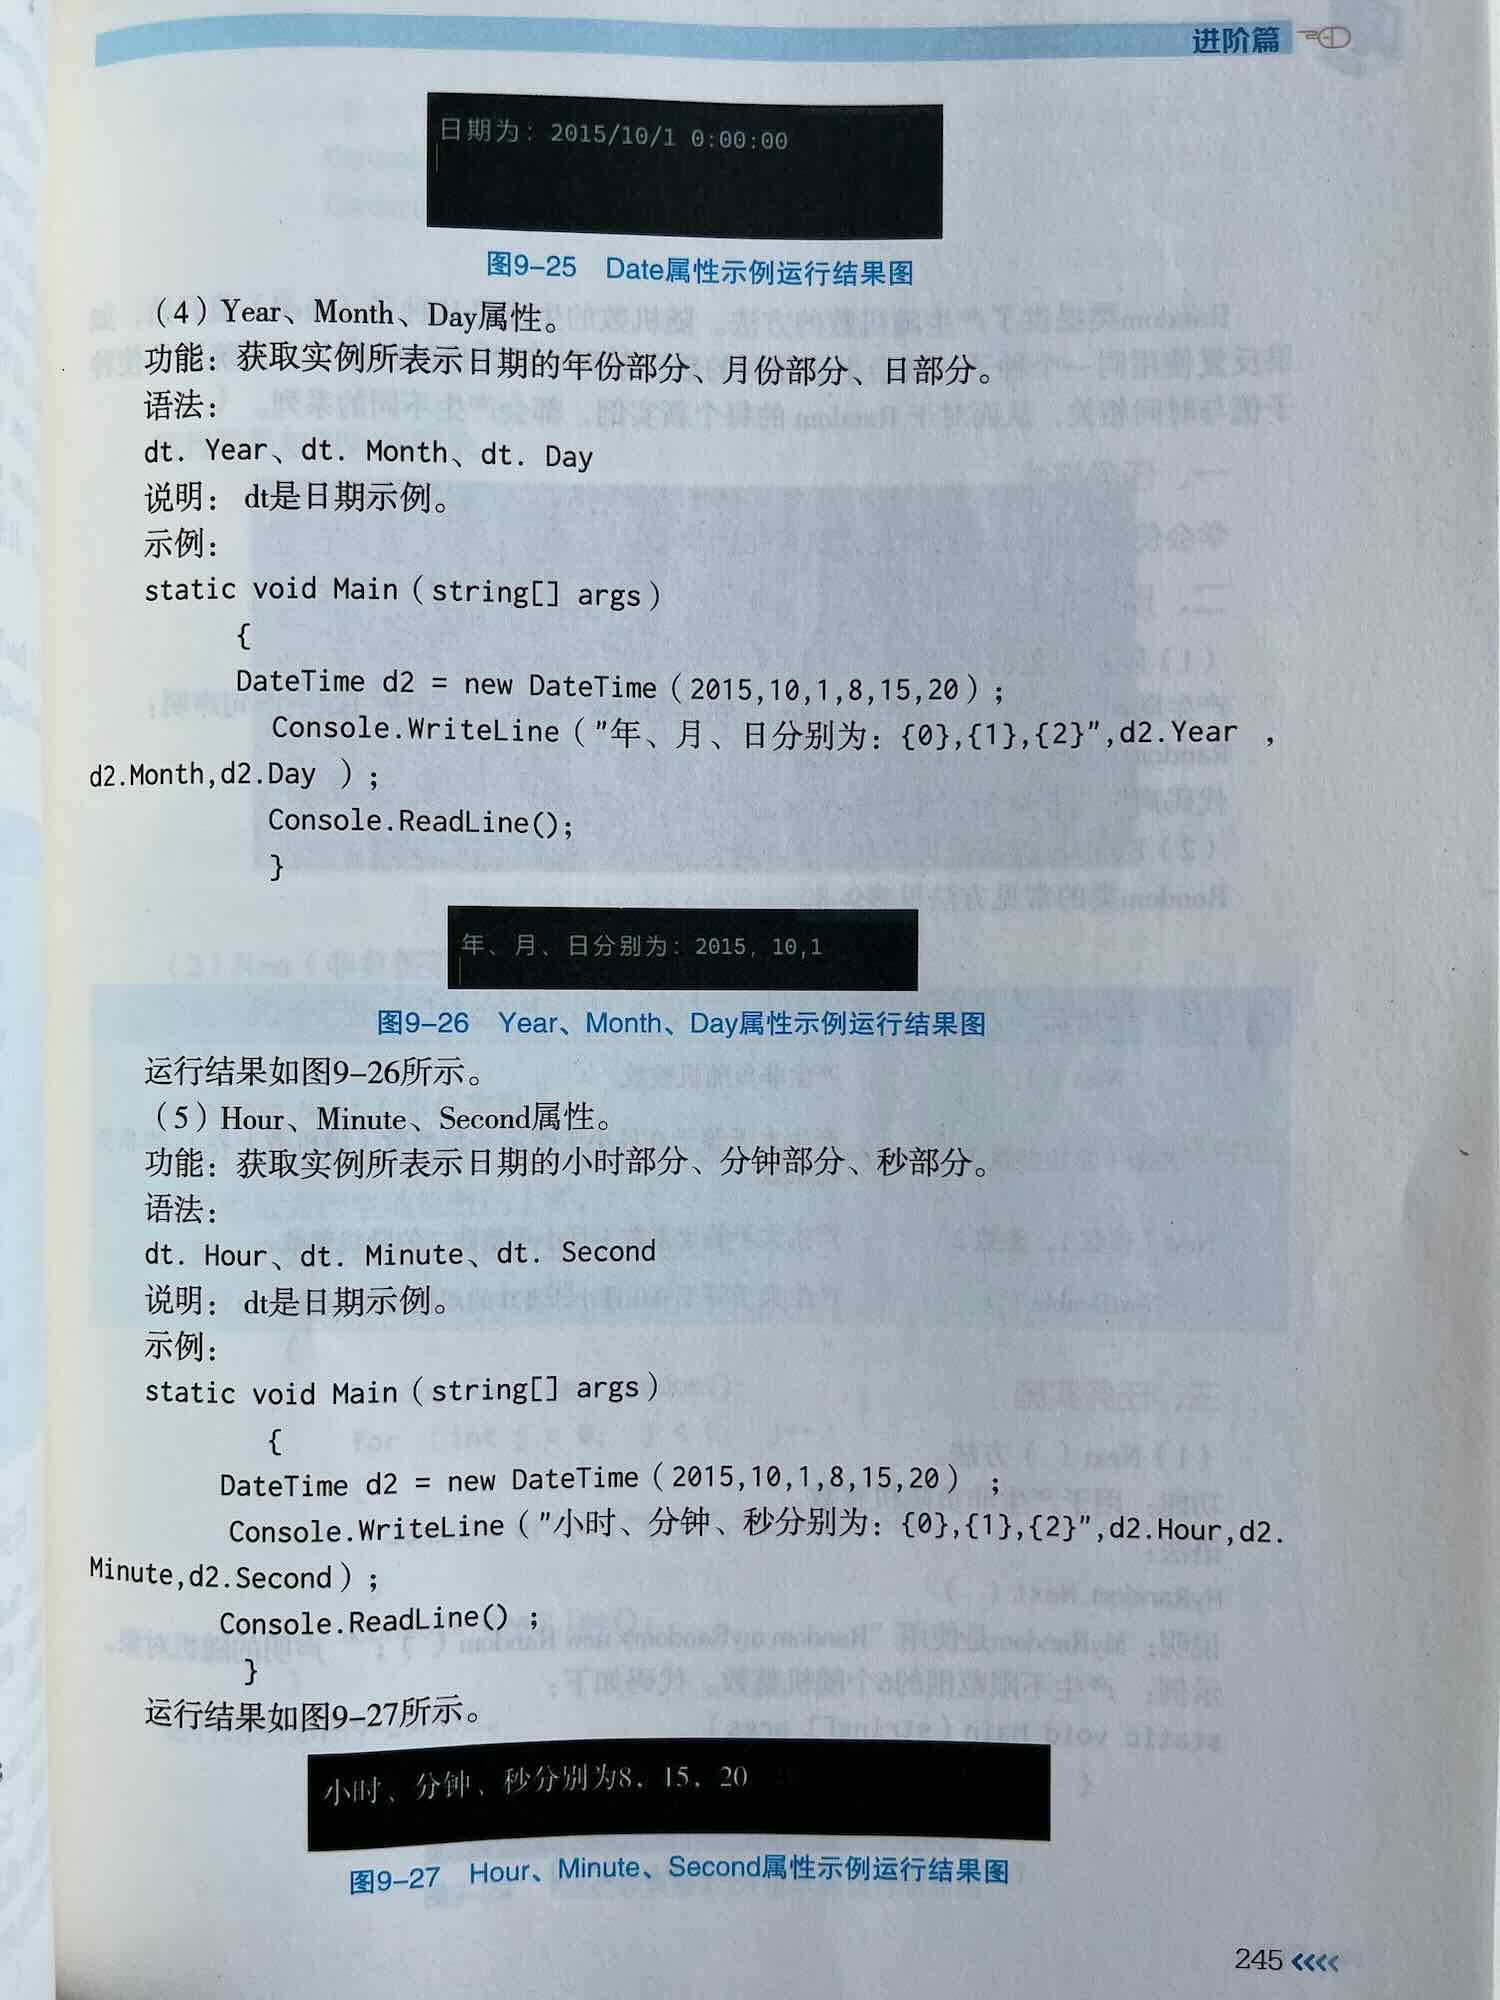 进阶篇
日期为: 2015/10/1 0:00:00
图9-25 Date属性示例运行结果图
（4）Year、Month、Day属性。
功能：获取实例所表示日期的年份部分、月份部分、日部分。
语法：
dt. Year、dt. Month、dt. Day
说明： dt是日期示例。
示例：
static void Main（string[] args）
{
DateTime d2 = new DateTime（2015,10,1,8,15,20）;
Console.WriteLine（"年、月、日分别为：{0},{1},{2}",d2.Year ,
d2.Month,d2.Day ）;
Console.ReadLine();
}
年、月、日分别为: 2015, 10,1
图9-26 Year、Month、Day属性示例运行结果图
运行结果如图9-26所示。
（5）Hour、Minute、Second属性。
功能：获取实例所表示日期的小时部分、分钟部分、秒部分。
语法：
dt. Hour、dt. Minute、dt. Second
说明： dt是日期示例。
示例：
static void Main（string[] args）
{
DateTime d2 = new DateTime（2015,10,1,8,15,20） ;
Console.WriteLine（"小时、分钟、秒分别为：{0},{1},{2}",d2.Hour,d2.
Minute,d2.Second）;
Console.ReadLine() ;
}
运行结果如图9-27所示。
小时、分钟、秒分别为8, 15, 20
图9-27 Hour、Minute、Second属性示例运行结果图
245